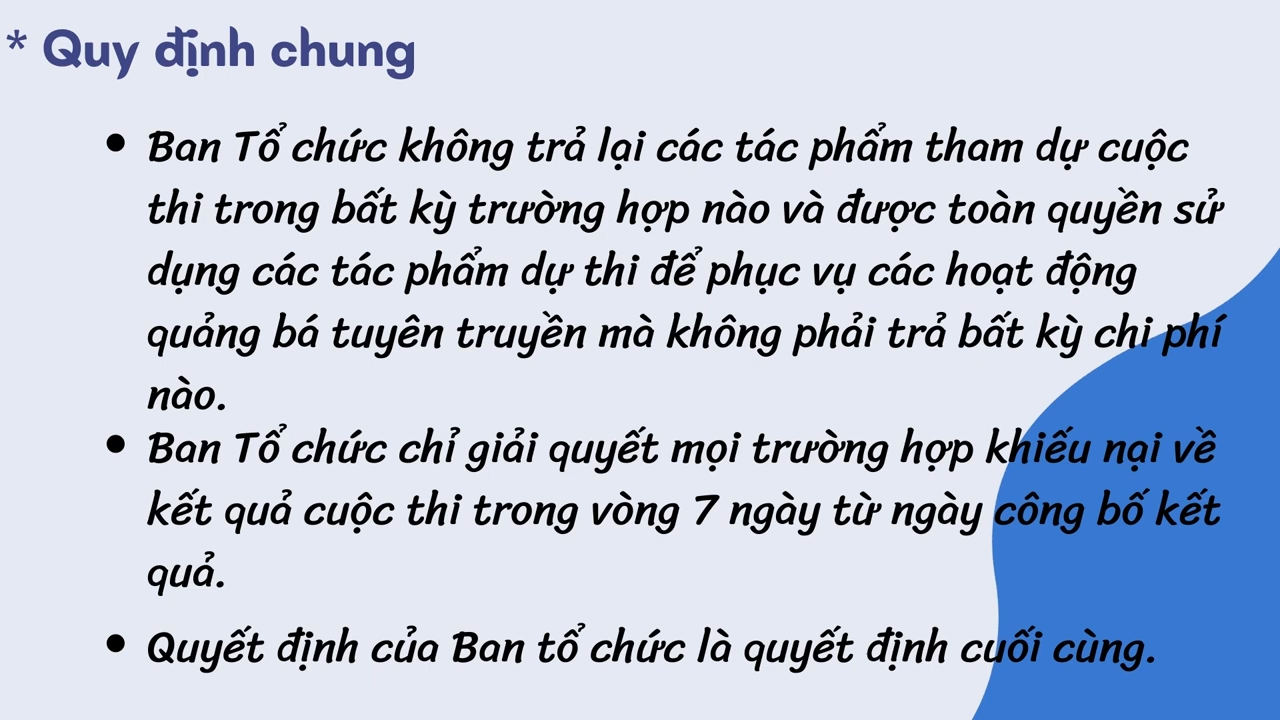 * Quy định chung
• Ban Tổ chức không trả lại các tác phẩm tham dự cuộc
thi trong bất kỳ trường hợp nào và được toàn quyền sử
dụng các tác phẩm dự thi để phục vụ các hoạt động
quảng bá tuyên truyền mà không phải trả bất kỳ chi phí
nào.
• Ban Tổ chức chỉ giải quyết mọi trường hợp khiếu nại về
kết quả cuộc thi trong vòng 7 ngày từ ngày công bố kết
quả.
• Quyết định của Ban tổ chức là quyết định cuối cùng.